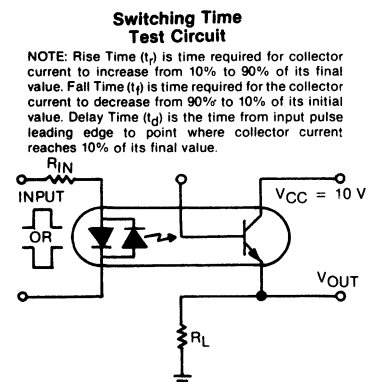 Switching Time
Test Circuit
NOTE: Rise Time (tr) is time required for collector
current to increase from 10% to 90% of its final
value. Fall Time (tf) is time required for the collector
current to decrease from 90% to 10% of its initial
value. Delay Time (td) is the time from input pulse
leading edge to point where collector current
reaches 10% of its final value.
RIN
INPUT
VCC = 10 V
OR
VOUT
RL